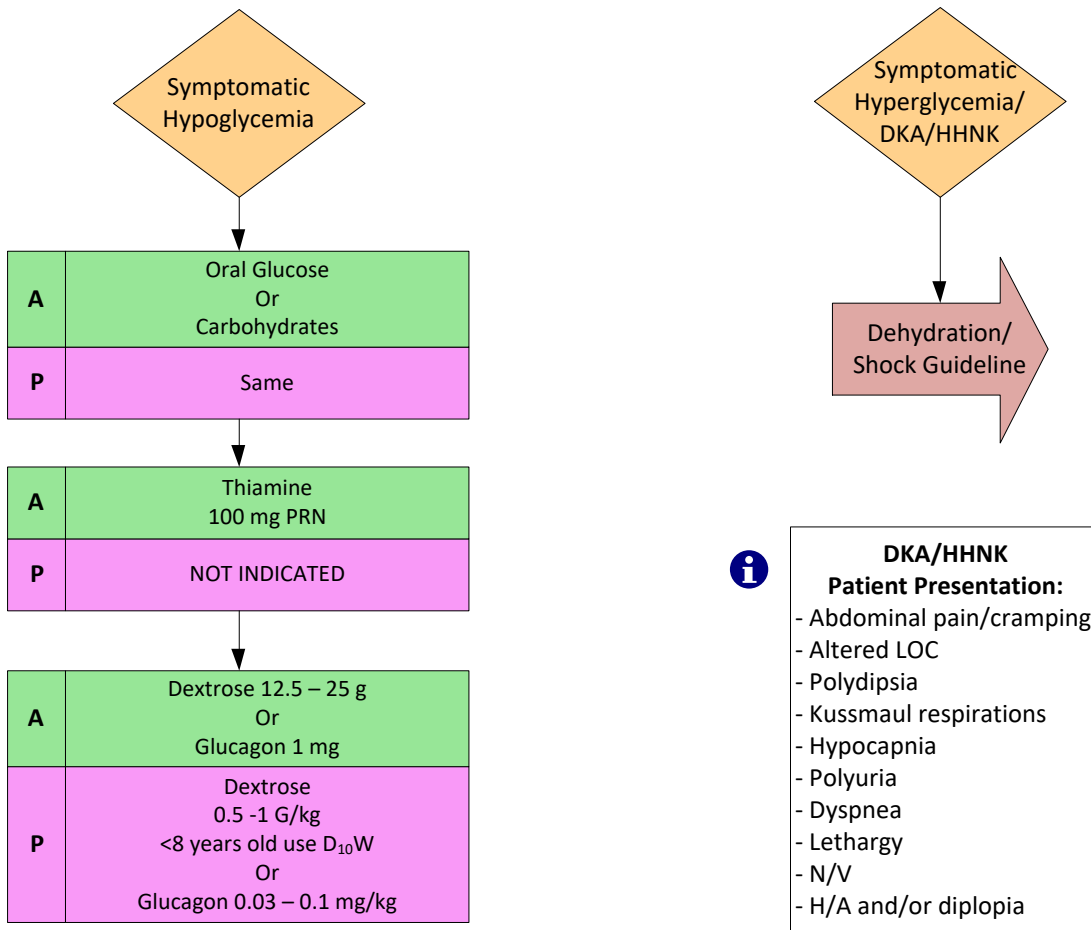 Symptomatic
Hypoglycemia
A
Oral Glucose
Or
Carbohydrates
P
Same
A
Thiamine
100 mg PRN
P
NOT INDICATED
A
Dextrose 12.5 – 25 g
Or
Glucagon 1 mg
P
Dextrose
0.5 -1 G/kg
<8 years old use D₁₀W
Or
Glucagon 0.03 – 0.1 mg/kg
Symptomatic
Hyperglycemia/
DKA/HHNK
Dehydration/
Shock Guideline
i
DKA/HHNK
Patient Presentation:
- Abdominal pain/cramping
- Altered LOC
- Polydipsia
- Kussmaul respirations
- Hypocapnia
- Polyuria
- Dyspnea
- Lethargy
- N/V
- H/A and/or diplopia